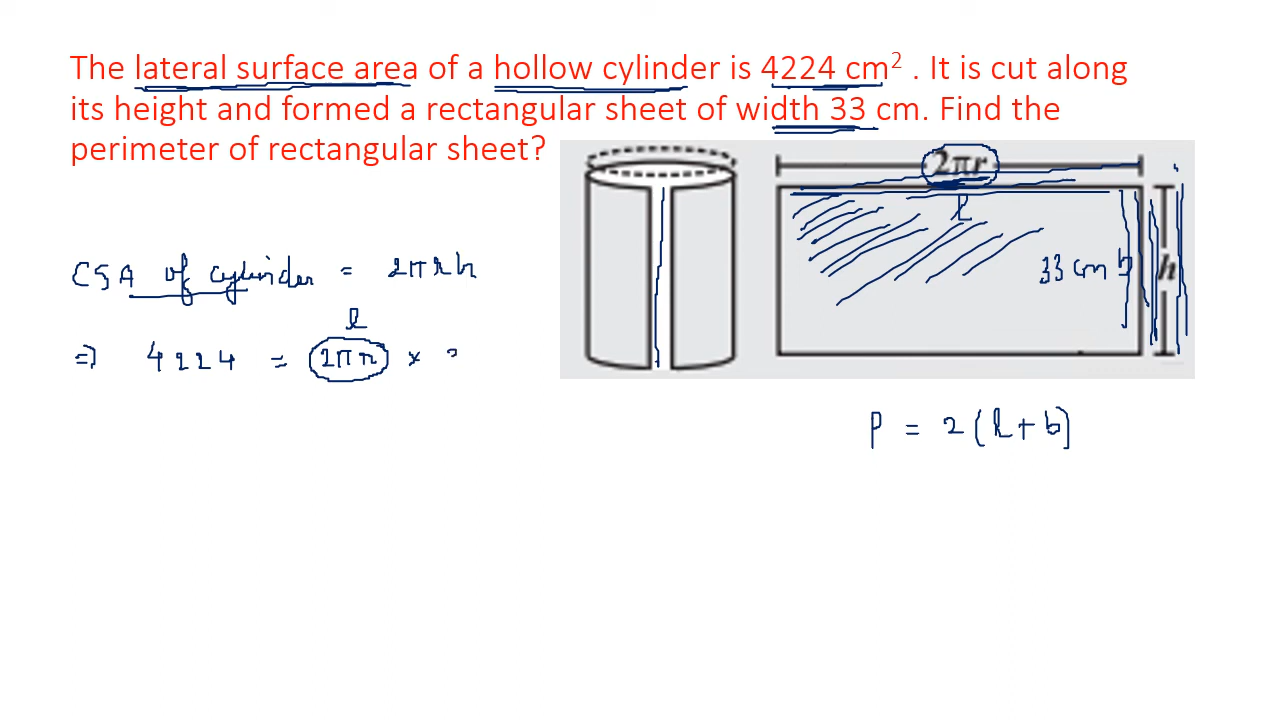 The lateral surface area of a hollow cylinder is 4224 cm² . It is cut along
its height and formed a rectangular sheet of width 33 cm. Find the
perimeter of rectangular sheet?
2πr
l
33 cm b
h
CSA of cylinder = 2πrh
l
⇒ 4224 = 2πr ×
P = 2(l+b)